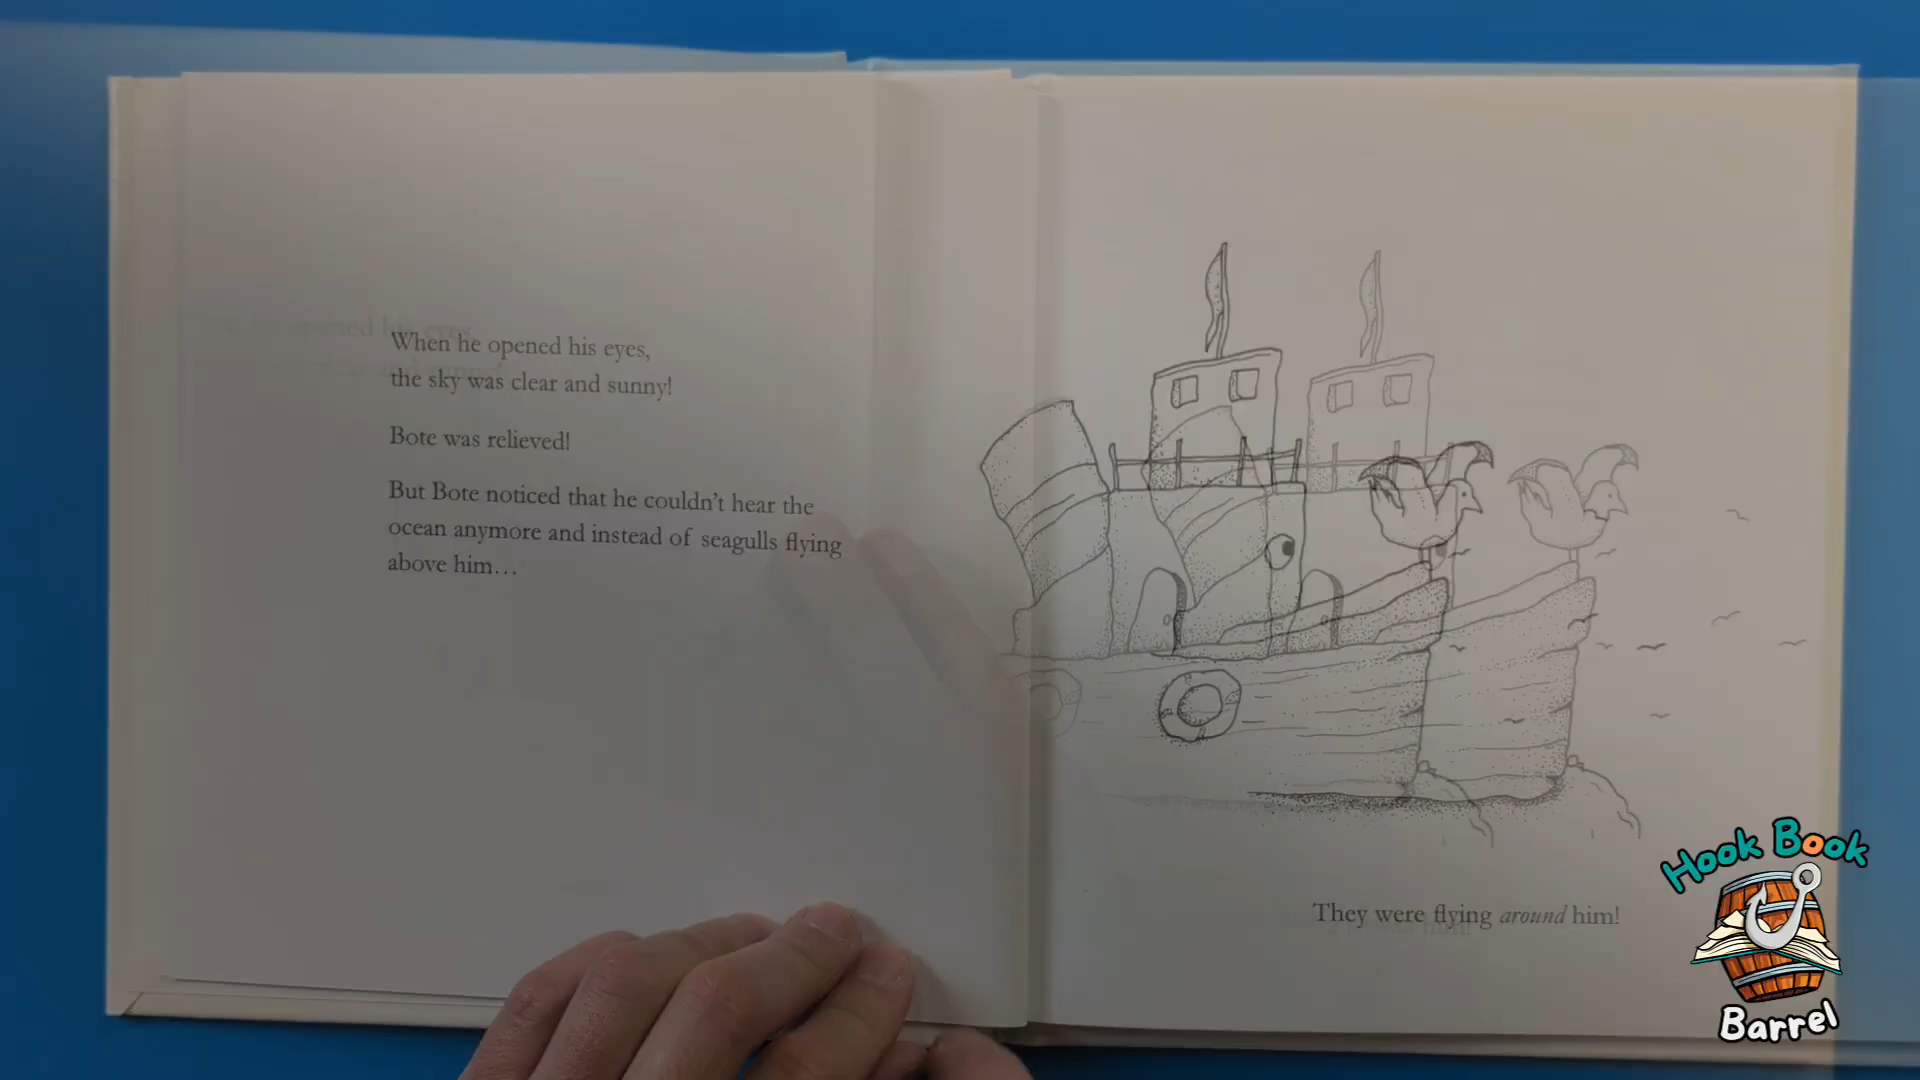 When he opened his eyes,
the sky was clear and sunny!
Bote was relieved!
But Bote noticed that he couldn't hear the
ocean anymore and instead of seagulls flying
above him…
They were flying around him!
Hook Book
Barrel